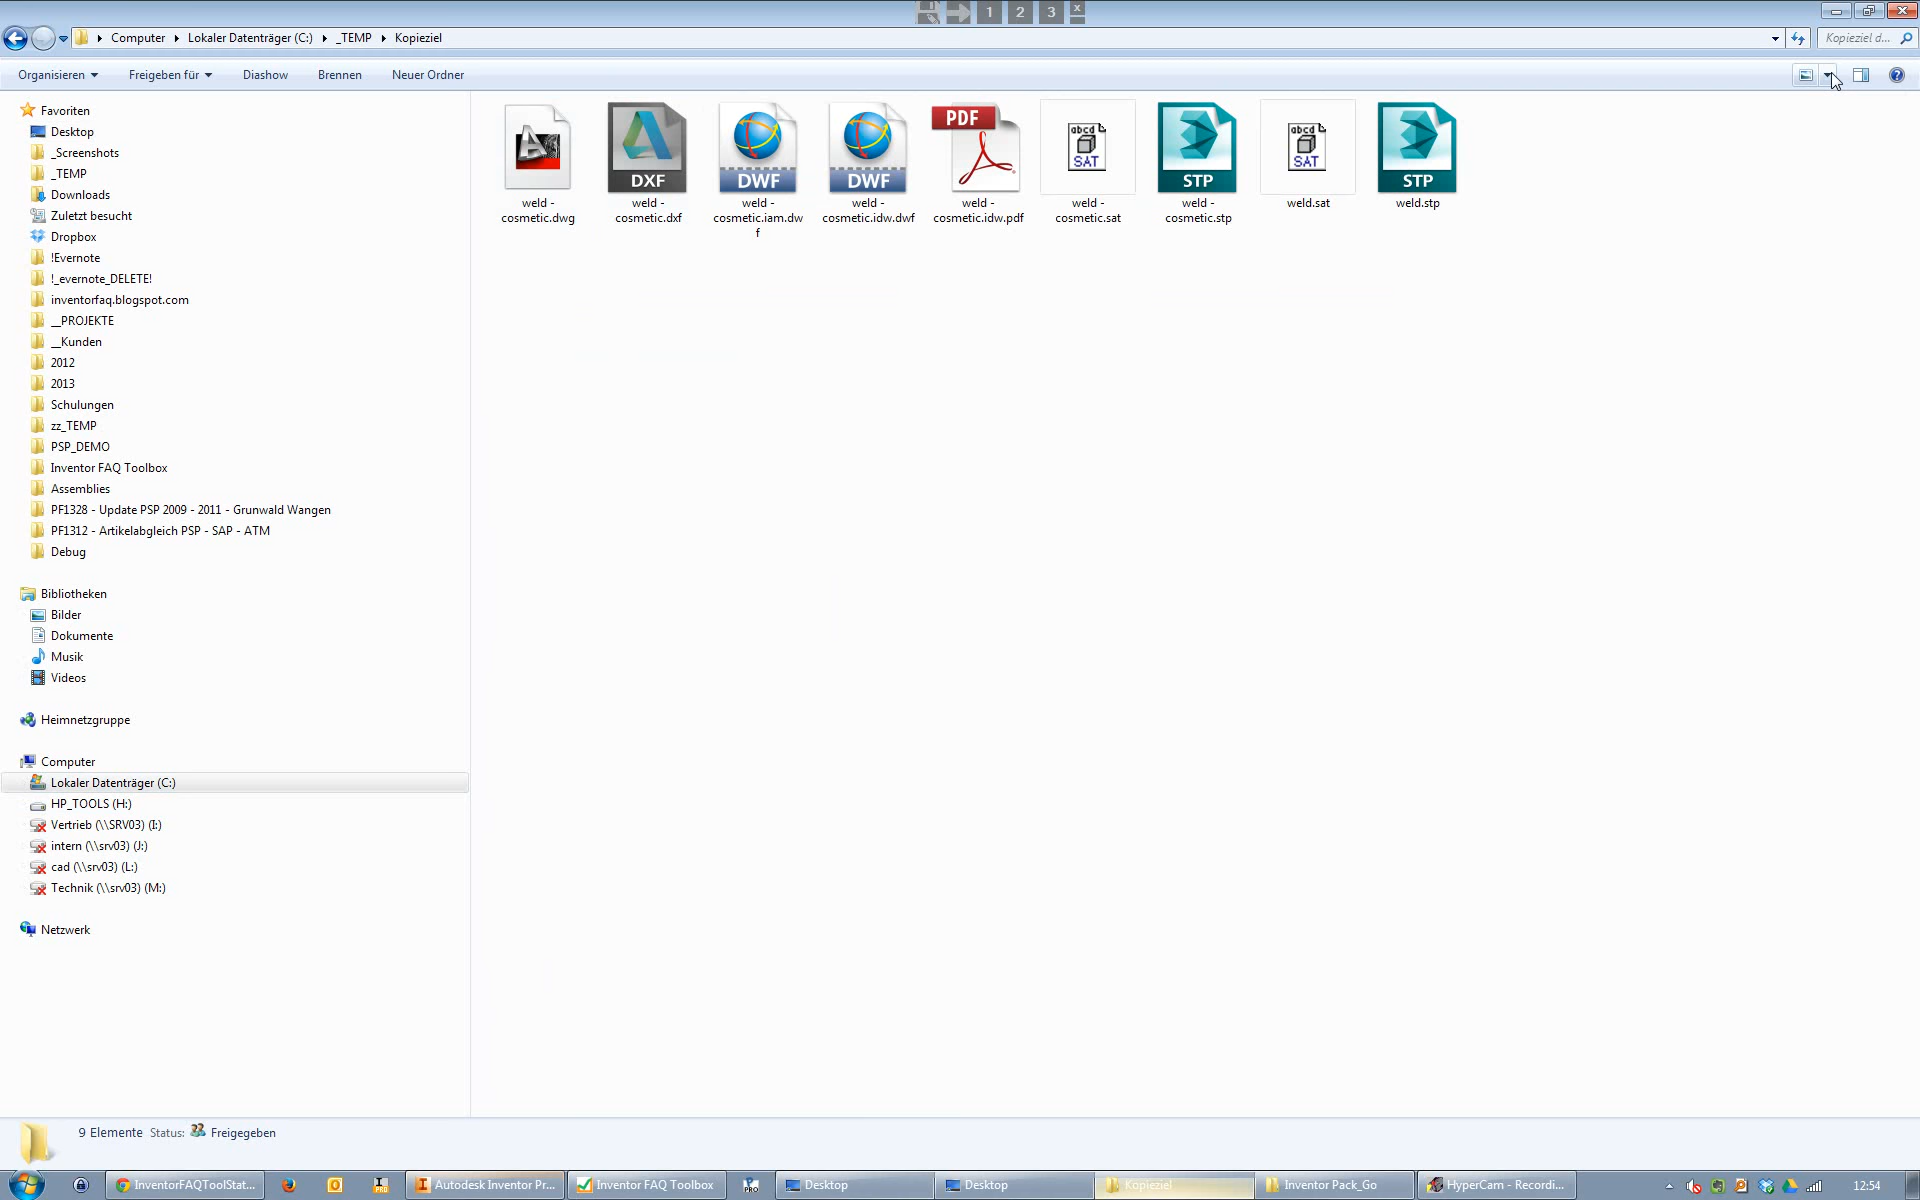 1 2 3 x
Computer Lokaler Datenträger (C:) _TEMP Kopieziel
Kopieziel d...
Organisieren Freigeben für Diashow Brennen Neuer Ordner
Favoriten
Desktop
_Screenshots
_TEMP
Downloads
Zuletzt besucht
Dropbox
!Evernote
!_evernote_DELETE!
inventorfaq.blogspot.com
__PROJEKTE
__Kunden
2012
2013
Schulungen
zz_TEMP
PSP_DEMO
Inventor FAQ Toolbox
Assemblies
PF1328 - Update PSP 2009 - 2011 - Grunwald Wangen
PF1312 - Artikelabgleich PSP - SAP - ATM
Debug
Bibliotheken
Bilder
Dokumente
Musik
Videos
Heimnetzgruppe
Computer
Lokaler Datenträger (C:)
HP_TOOLS (H:)
Vertrieb (\\SRV03) (I:)
intern (\\srv03) (J:)
cad (\\srv03) (L:)
Technik (\\srv03) (M:)
Netzwerk
A
weld -
cosmetic.dwg
DXF
weld -
cosmetic.dxf
DWF
weld -
cosmetic.iam.dw
f
DWF
weld -
cosmetic.idw.dwf
PDF
weld -
cosmetic.idw.pdf
abcd
SAT
weld -
cosmetic.sat
STP
weld -
cosmetic.stp
abcd
SAT
weld.sat
STP
weld.stp
9 Elemente Status: Freigegeben
InventorFAQToolStat...
PRO
Autodesk Inventor Pr...
Inventor FAQ Toolbox
PRO
Desktop
Desktop
Kopieziel
Inventor Pack_Go
HyperCam - Recordi...
12:54